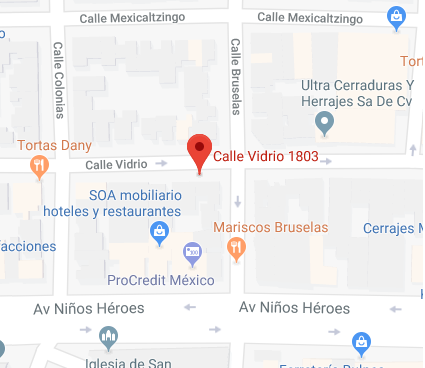 Calle Mexicaltzingo
Calle Mexicaltzingo
Calle Colonias
Calle Bruselas
Tort
Ultra Cerraduras Y
Herrajes Sa De Cv
Tortas Dany
Calle Vidrio
Calle Vidrio 1803
SOA mobiliario
hoteles y restaurantes
Mariscos Bruselas
Cerrajes M
facciones
ProCredit México
Av Niños Héroes
Av Niños Héroes
Iglesia de San